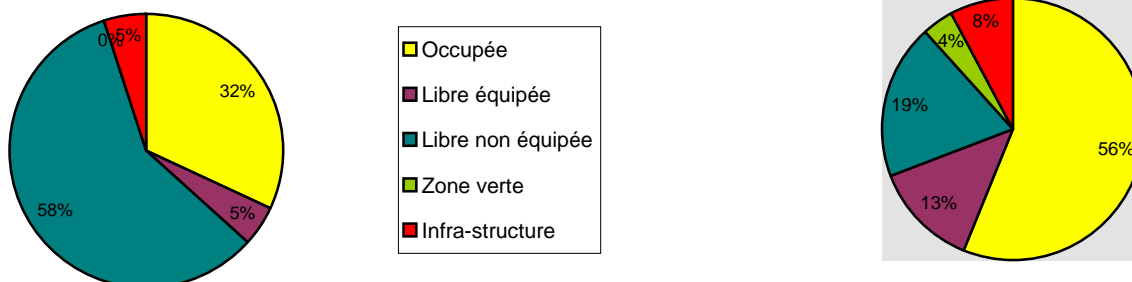 0%
5%
32%
5%
58%
Occupée
Libre équipée
Libre non équipée
Zone verte
Infra-structure
8%
4%
19%
13%
56%